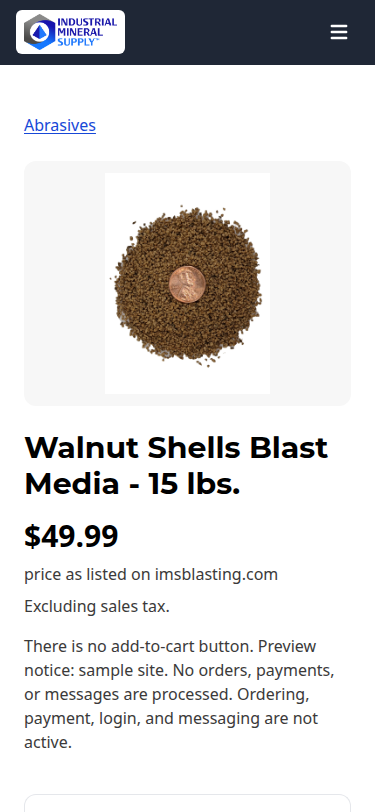 INDUSTRIAL
MINERAL
SUPPLY™
Abrasives
Walnut Shells Blast
Media - 15 lbs.
$49.99
price as listed on imsblasting.com
Excluding sales tax.
There is no add-to-cart button. Preview
notice: sample site. No orders, payments,
or messages are processed. Ordering,
payment, login, and messaging are not
active.